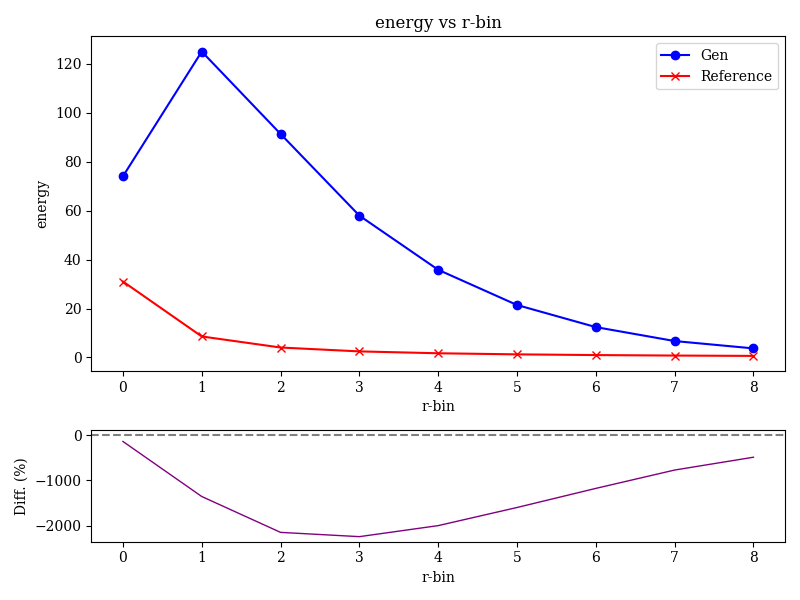 energy vs r-bin
Gen
Reference
energy
120
100
80
60
40
20
0
0 1 2 3 4 5 6 7 8
r-bin
Diff. (%)
0
−1000
−2000
0 1 2 3 4 5 6 7 8
r-bin